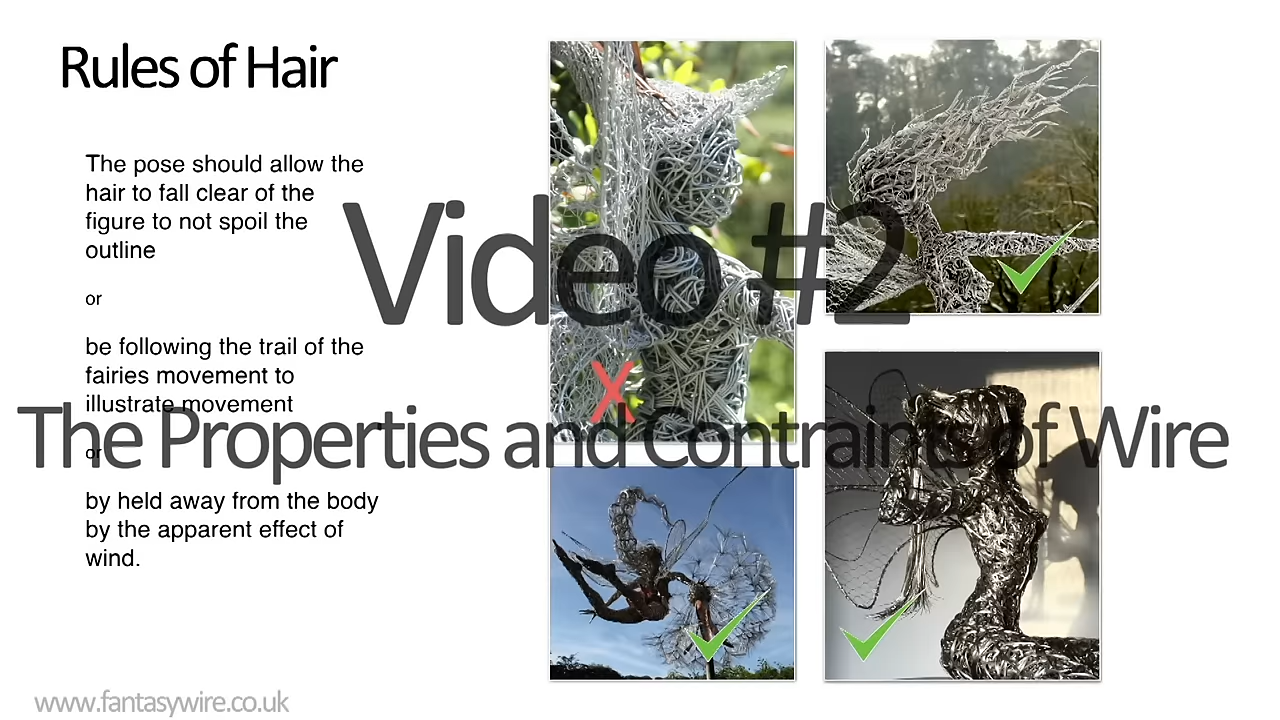 Rules of Hair
The pose should allow the
hair to fall clear of the
figure to not spoil the
outline
or
be following the trail of the
fairies movement to
illustrate movement
or
by held away from the body
by the apparent effect of
wind.
Video #2
The Properties and Contraints of Wire
X
www.fantasywire.co.uk